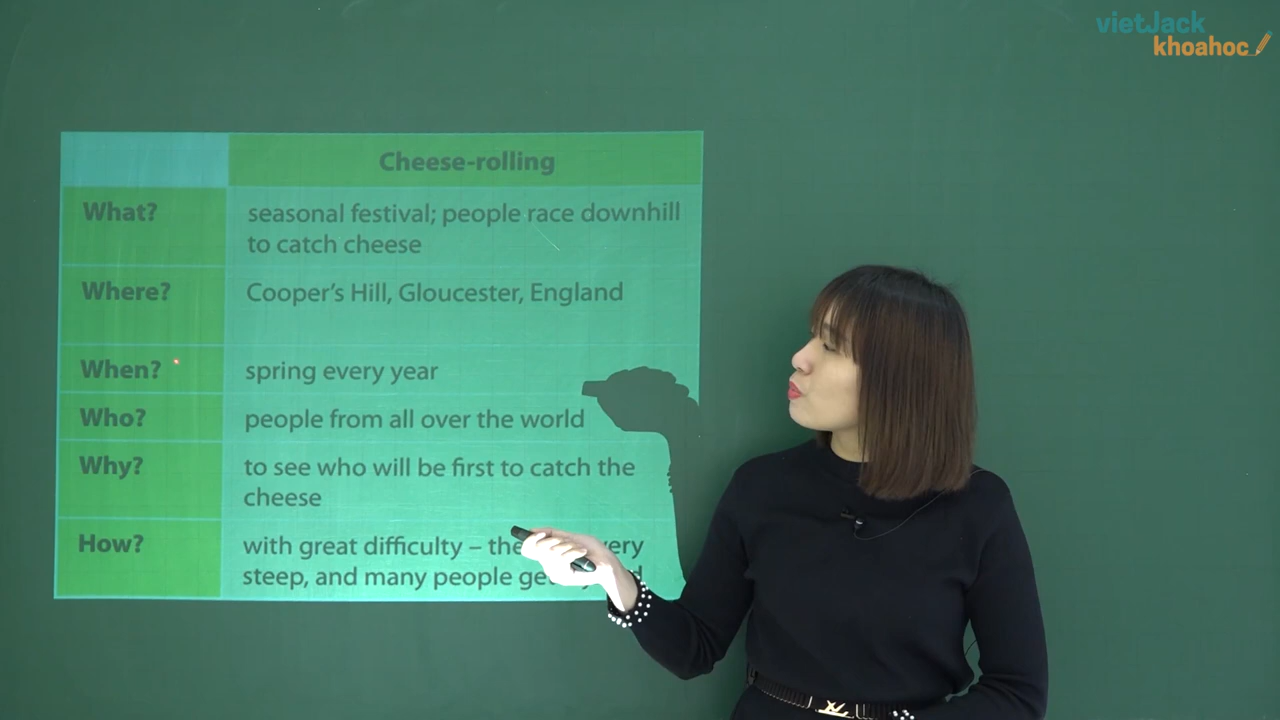 vietJack
khoahoc
Cheese-rolling
What?
seasonal festival; people race downhill
to catch cheese
Where?
Cooper's Hill, Gloucester, England
When?
spring every year
Who?
people from all over the world
Why?
to see who will be first to catch the
cheese
How?
with great difficulty – the very
steep, and many people get